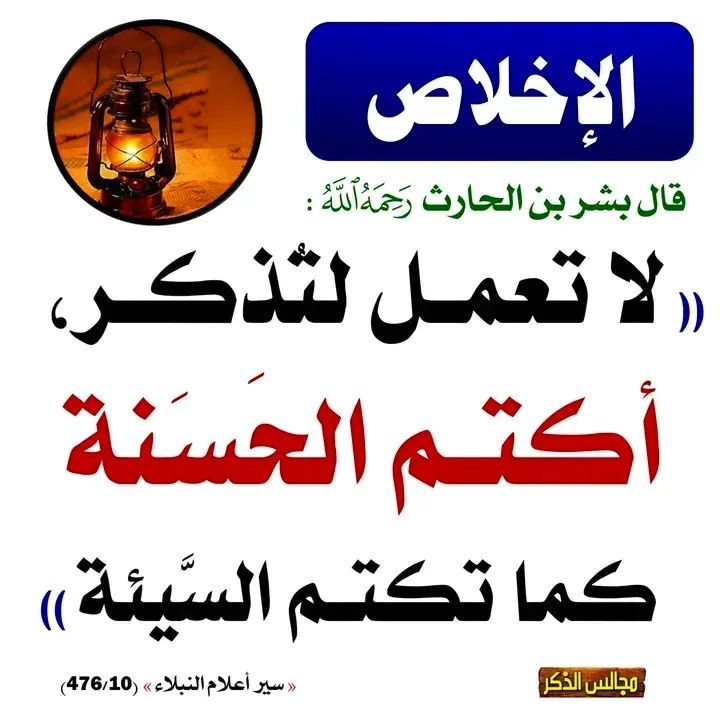 الإخلاص
قال بشر بن الحارث رَحِمَهُ ٱللَّهُ :
(( لا تعمل لتُذكر،
أكتم الحَسَنة
كما تكتم السَّيئة ))
مجالس الذكر
« سير أعلام النبلاء » (476/10)